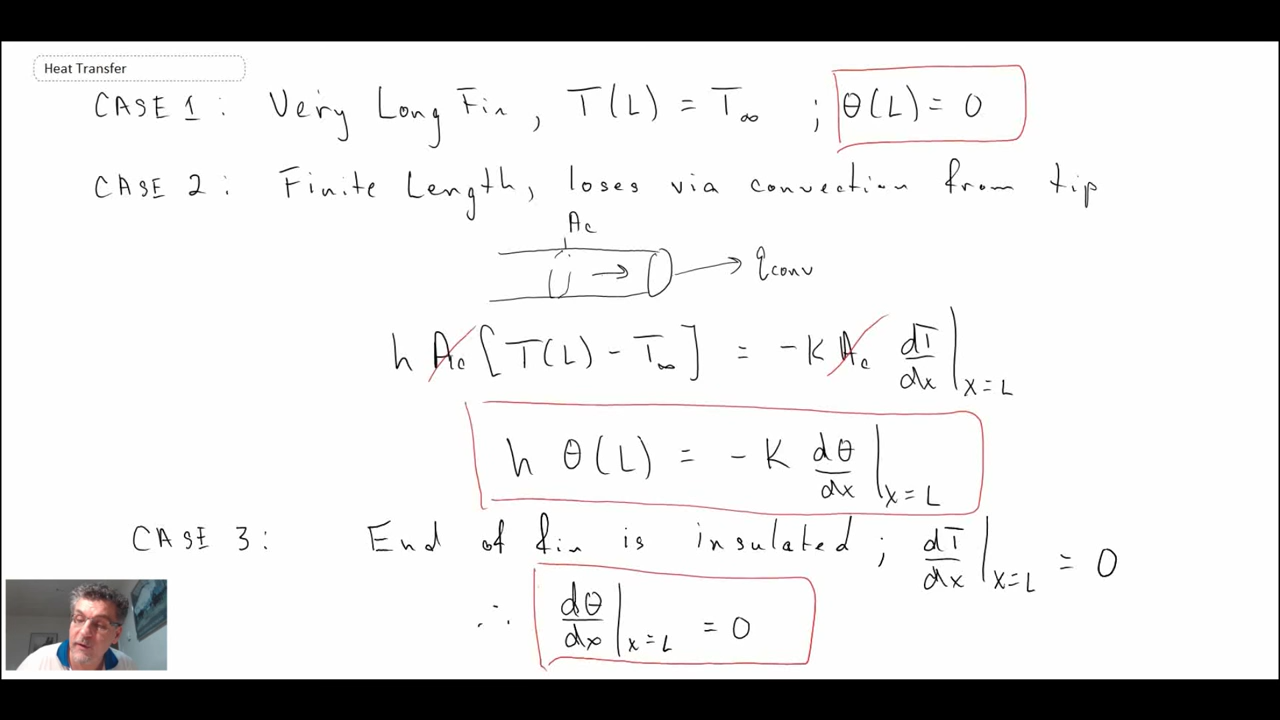 Heat Transfer
CASE 1: Very Long Fin, T(L) = T∞ ; θ(L) = 0
CASE 2: Finite Length, loses via convection from tip
Ac
qconv
h Ac [T(L) - T∞] = -K Ac dT/dx |x=L
h θ(L) = -K dθ/dx |x=L
CASE 3: End of fin is insulated; dT/dx |x=L = 0
∴ dθ/dx |x=L = 0